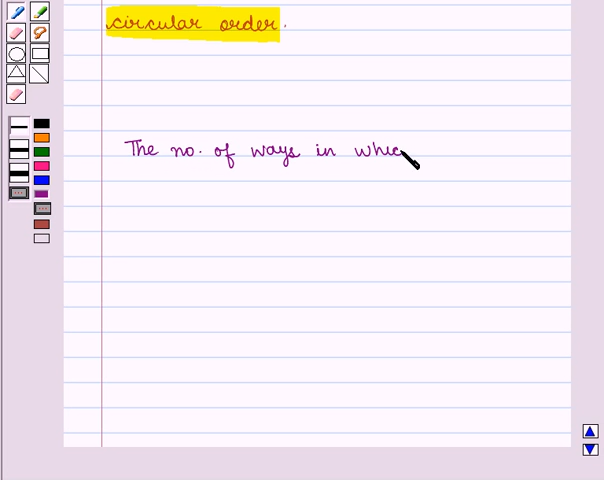 circular order.
The no. of ways in whic